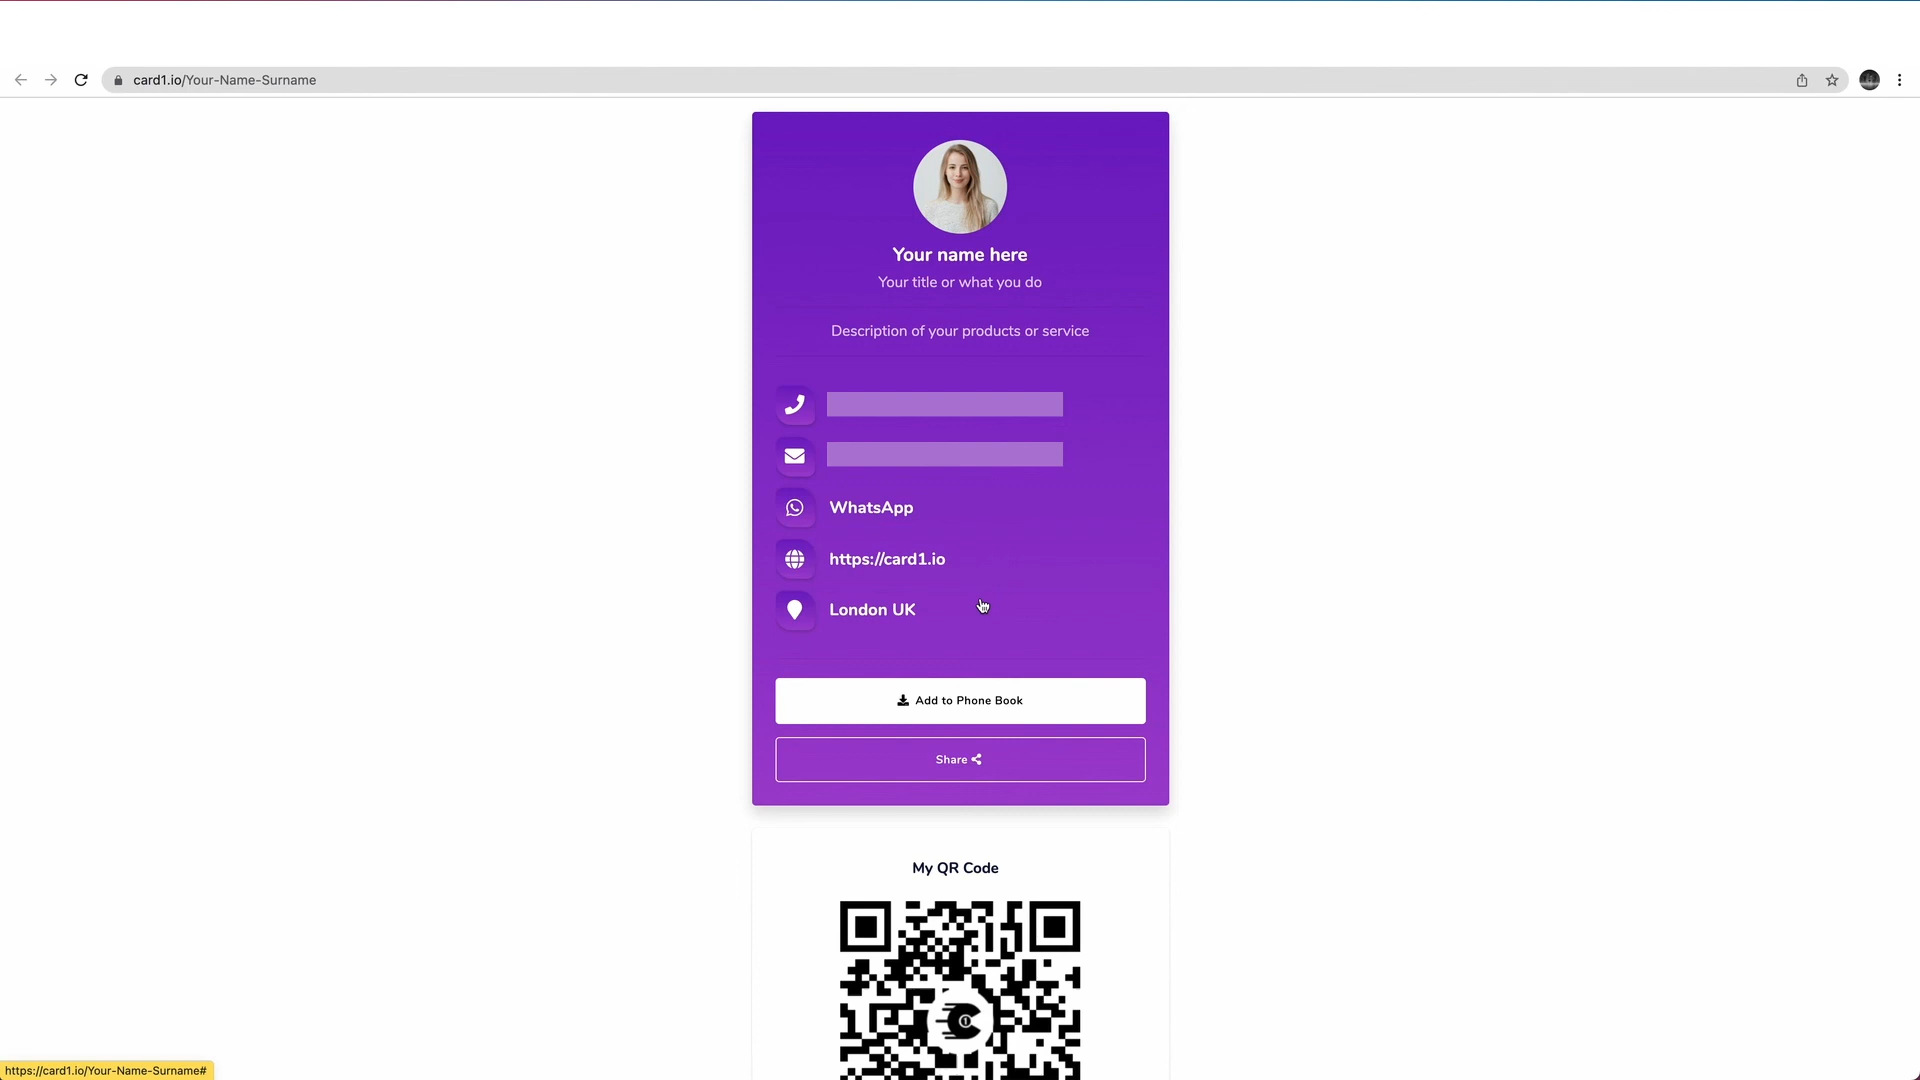 card1.io/Your-Name-Surname
Your name here
Your title or what you do
Description of your products or service
WhatsApp
https://card1.io
London UK
Add to Phone Book
Share
My QR Code
https://card1.io/Your-Name-Surname#